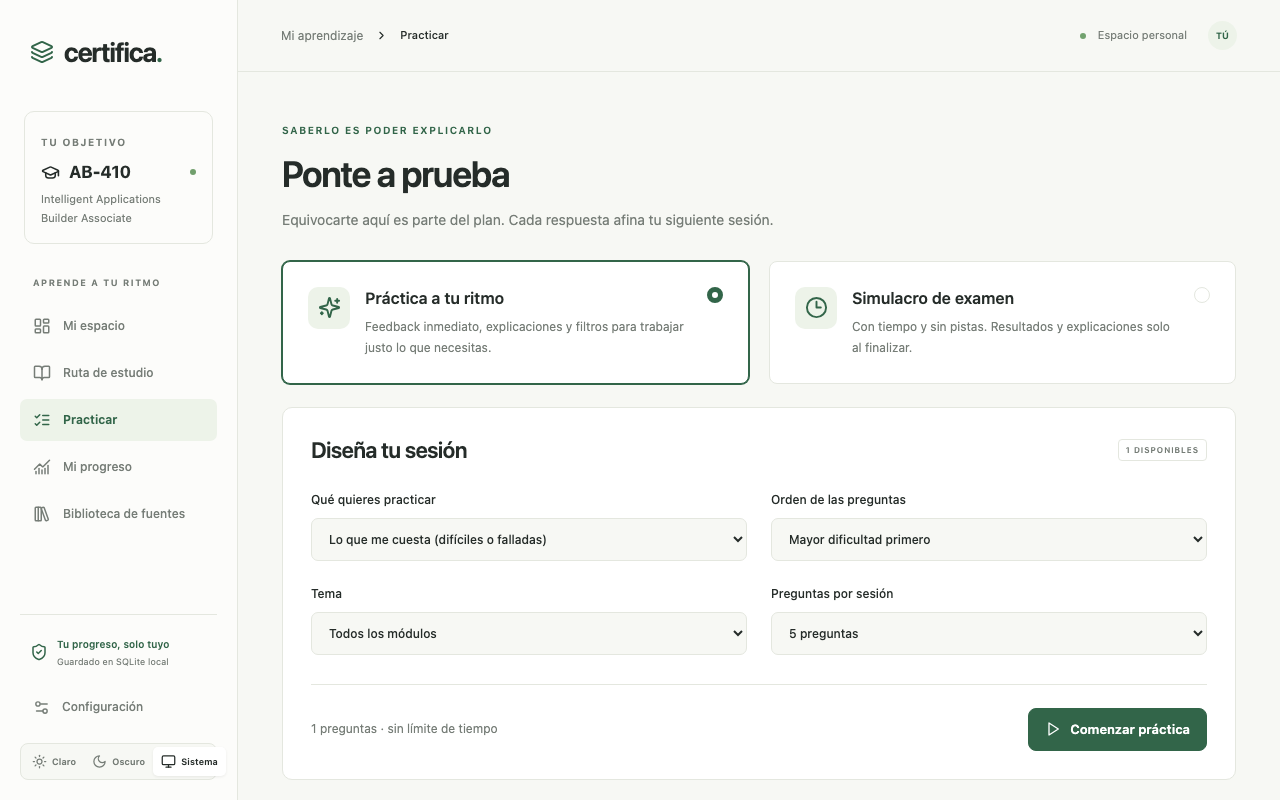 certifica.
TU OBJETIVO
AB-410
Intelligent Applications
Builder Associate
APRENDE A TU RITMO
Mi espacio
Ruta de estudio
Practicar
Mi progreso
Biblioteca de fuentes
Tu progreso, solo tuyo
Guardado en SQLite local
Configuración
Claro
Oscuro
Sistema
Mi aprendizaje
Practicar
Espacio personal
TÚ
SABERLO ES PODER EXPLICARLO
Ponte a prueba
Equivocarte aquí es parte del plan. Cada respuesta afina tu siguiente sesión.
Práctica a tu ritmo
Feedback inmediato, explicaciones y filtros para trabajar
justo lo que necesitas.
Simulacro de examen
Con tiempo y sin pistas. Resultados y explicaciones solo
al finalizar.
Diseña tu sesión
1 DISPONIBLES
Qué quieres practicar
Lo que me cuesta (difíciles o falladas)
Orden de las preguntas
Mayor dificultad primero
Tema
Todos los módulos
Preguntas por sesión
5 preguntas
1 preguntas · sin límite de tiempo
Comenzar práctica